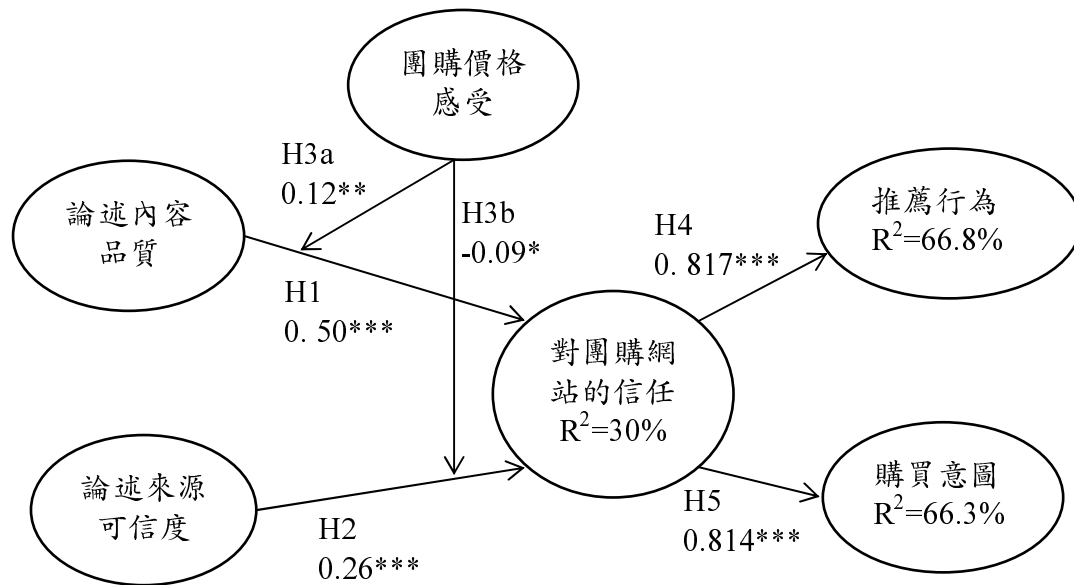 團購價格
感受
H3a
0.12**
論述內容
品質
H3b
-0.09*
H1
0. 50***
H4
0. 817***
推薦行為
R²=66.8%
對團購網
站的信任
R²=30%
論述來源
可信度
H2
0.26***
H5
0.814***
購買意圖
R²=66.3%